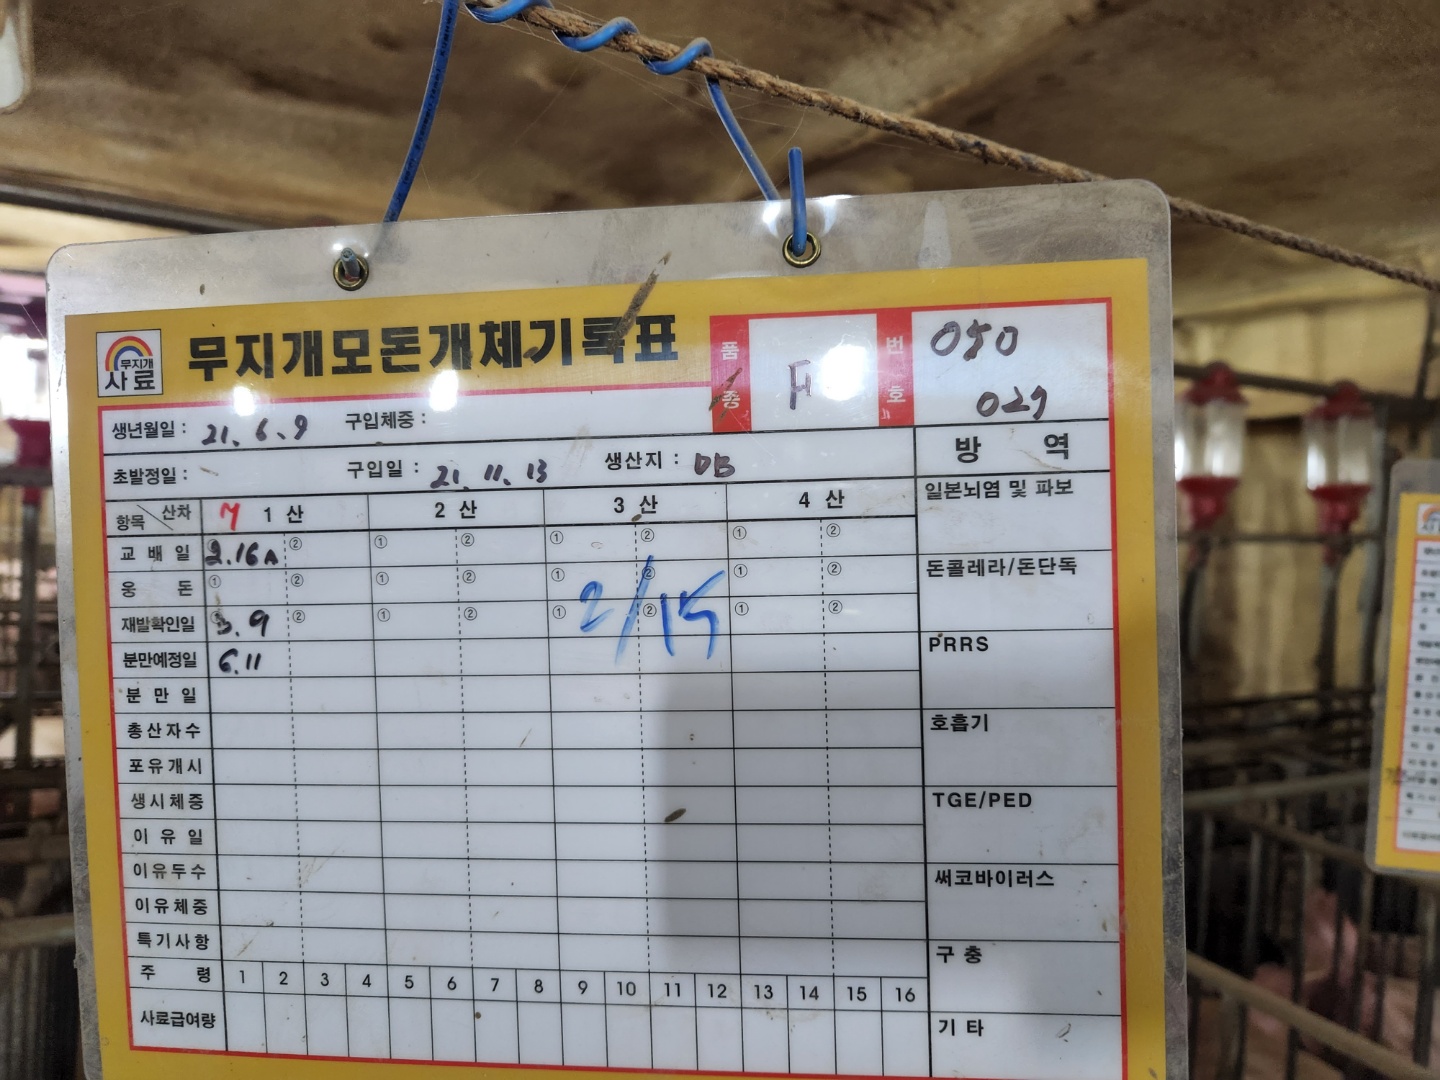 무지개
사료
무지개모돈개체기록표
품종
F
번호
050
029
생년월일 : 21. 6. 9 구입체중 :
초발정일 : 구입일 : 21. 11. 13 생산지 : DB
방 역
항목 산차 1 산 2 산 3 산 4 산
일본뇌염 및 파보
교 배 일 2.16A ② ① ② ① ② ① ②
웅 돈 ① ② ① ② ① ② ① ②
돈콜레라/돈단독
재발확인일 3.9 ② ① ② ① ② ① ②
2/15
분만예정일 6.11
PRRS
분 만 일
총산자수
호흡기
포유개시
생시체중
TGE/PED
이 유 일
이유두수
써코바이러스
이유체중
특기사항
구 충
주 령 1 2 3 4 5 6 7 8 9 10 11 12 13 14 15 16
사료급여량
기 타